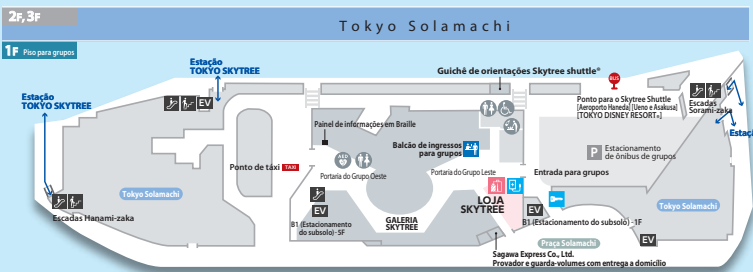 2F, 3F
Tokyo Solamachi
1F Piso para grupos
Estação
TOKYO SKYTREE
Estação
TOKYO SKYTREE
EV
Guichê de orientações Skytree shuttle®
BUS
Ponto para o Skytree Shuttle
[Aeroporto Haneda] [Ueno e Asakusa]
[TOKYO DISNEY RESORT®]
EV
Escadas
Sorami-zaka
Painel de informações em Braille
AED
Balcão de ingressos
para grupos
P
Estacionamento
de ônibus de grupos
Ponto de táxi TAXI
Portaria do Grupo Oeste
Portaria do Grupo Leste
Entrada para grupos
Tokyo Solamachi
Escadas Hanami-zaka
EV
B1 (Estacionamento
do subsolo) - 5F
GALERIA
SKYTREE
LOJA
SKYTREE
EV
B1 (Estacionamento do subsolo) - 1F
Tokyo Solamachi
Praça Solamachi
EV
Sagawa Express Co., Ltd.
Provador e guarda-volumes com entrega a domicílio